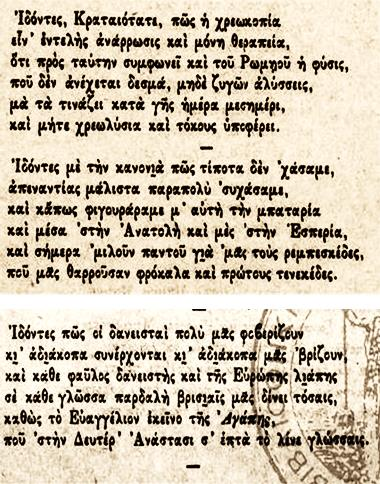 Ἰδόντες, Κραταιότατε, πῶς ἡ χρεωκοπία
εἶν' ἐντελὴς ἀνάρρωσις καὶ μόνη θεραπεία,
ὅτι πρὸς ταύτην συμφωνεῖ καὶ τοῦ Ρωμηοῦ ἡ φύσις,
ποῦ δὲν ἀνέχεται δεσμά, μηδὲ ζυγῶν ἁλύσσεις,
μὰ τὰ τινάζει κατὰ γῆς ἡμέρα μεσημέρι,
καὶ μήτε χρεωλύσια καὶ τόκους ὑποφέρει.
Ἰδόντες μὲ τὴν κανονιὰ πῶς τίποτα δὲν 'χάσαμε,
ἀπεναντίας μάλιστα παραπολὺ 'συχάσαμε,
καὶ κἄπως φιγουράραμε μ' αὐτὴ τὴν μπαταρία
καὶ μέσα 'στὴν Ἀνατολὴ καὶ μὲς 'στὴν Ἑσπερία,
καὶ σήμερα 'μιλοῦν παντοῦ γιὰ 'μᾶς τοὺς ρεμπεσκέδες,
ποῦ μᾶς θαρροῦσαν φρόκαλα καὶ πρώτους τενεκέδες.
Ἰδόντες πῶς οἱ δανεισταὶ πολὺ μᾶς φοβερίζουν
κι' ἀδιάκοπα συνέρχονται κι' ἀδιάκοπα μᾶς 'βρίζουν,
καὶ κάθε φαῦλος δανειστὴς καὶ τῆς Εὐρώπης λιάπης
σὲ κάθε γλῶσσα παρδαλὴ βρισιαὶς μᾶς δίνει τόσαις,
καθὼς τὸ Εὐαγγέλιον ἐκεῖνο τῆς Ἀγάπης,
ποῦ 'στὴν Δευτέρ' Ἀνάστασι σ' ἑπτὰ τὸ λένε γλώσσαις.